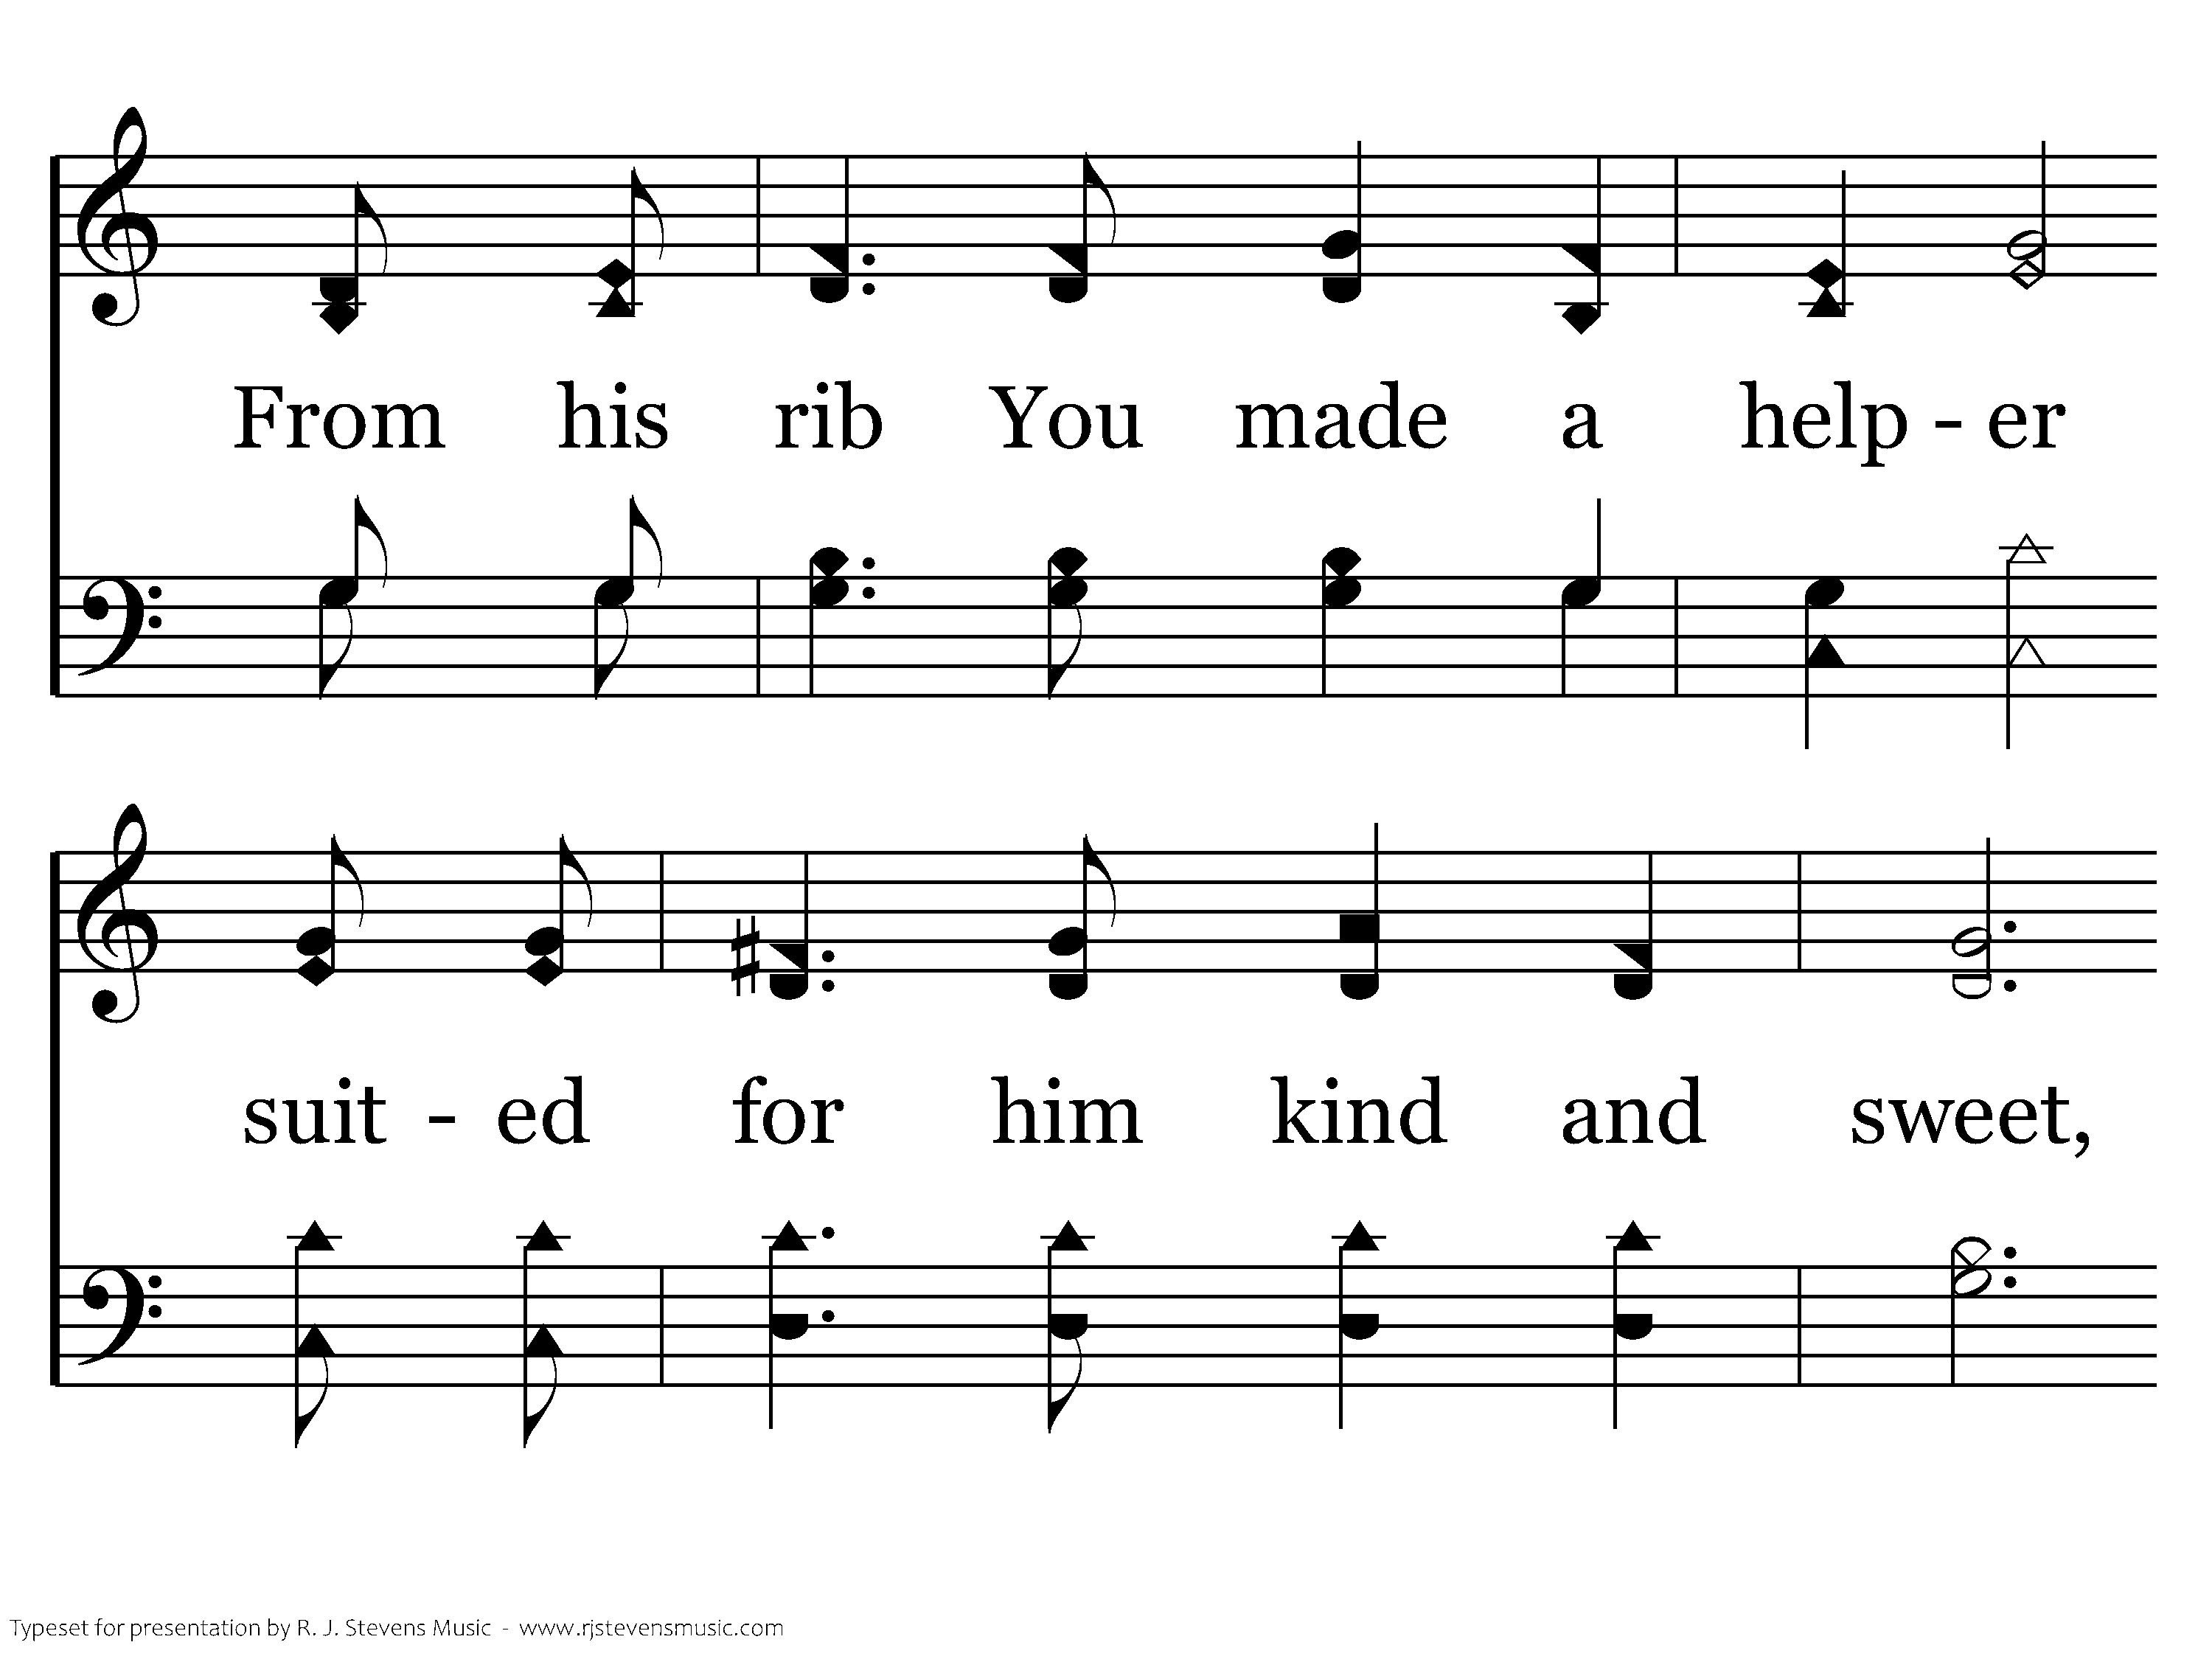 From his rib You made a help - er
suit - ed for him kind and sweet,
Typeset for presentation by R. J. Stevens Music - www.rjstevensmusic.com